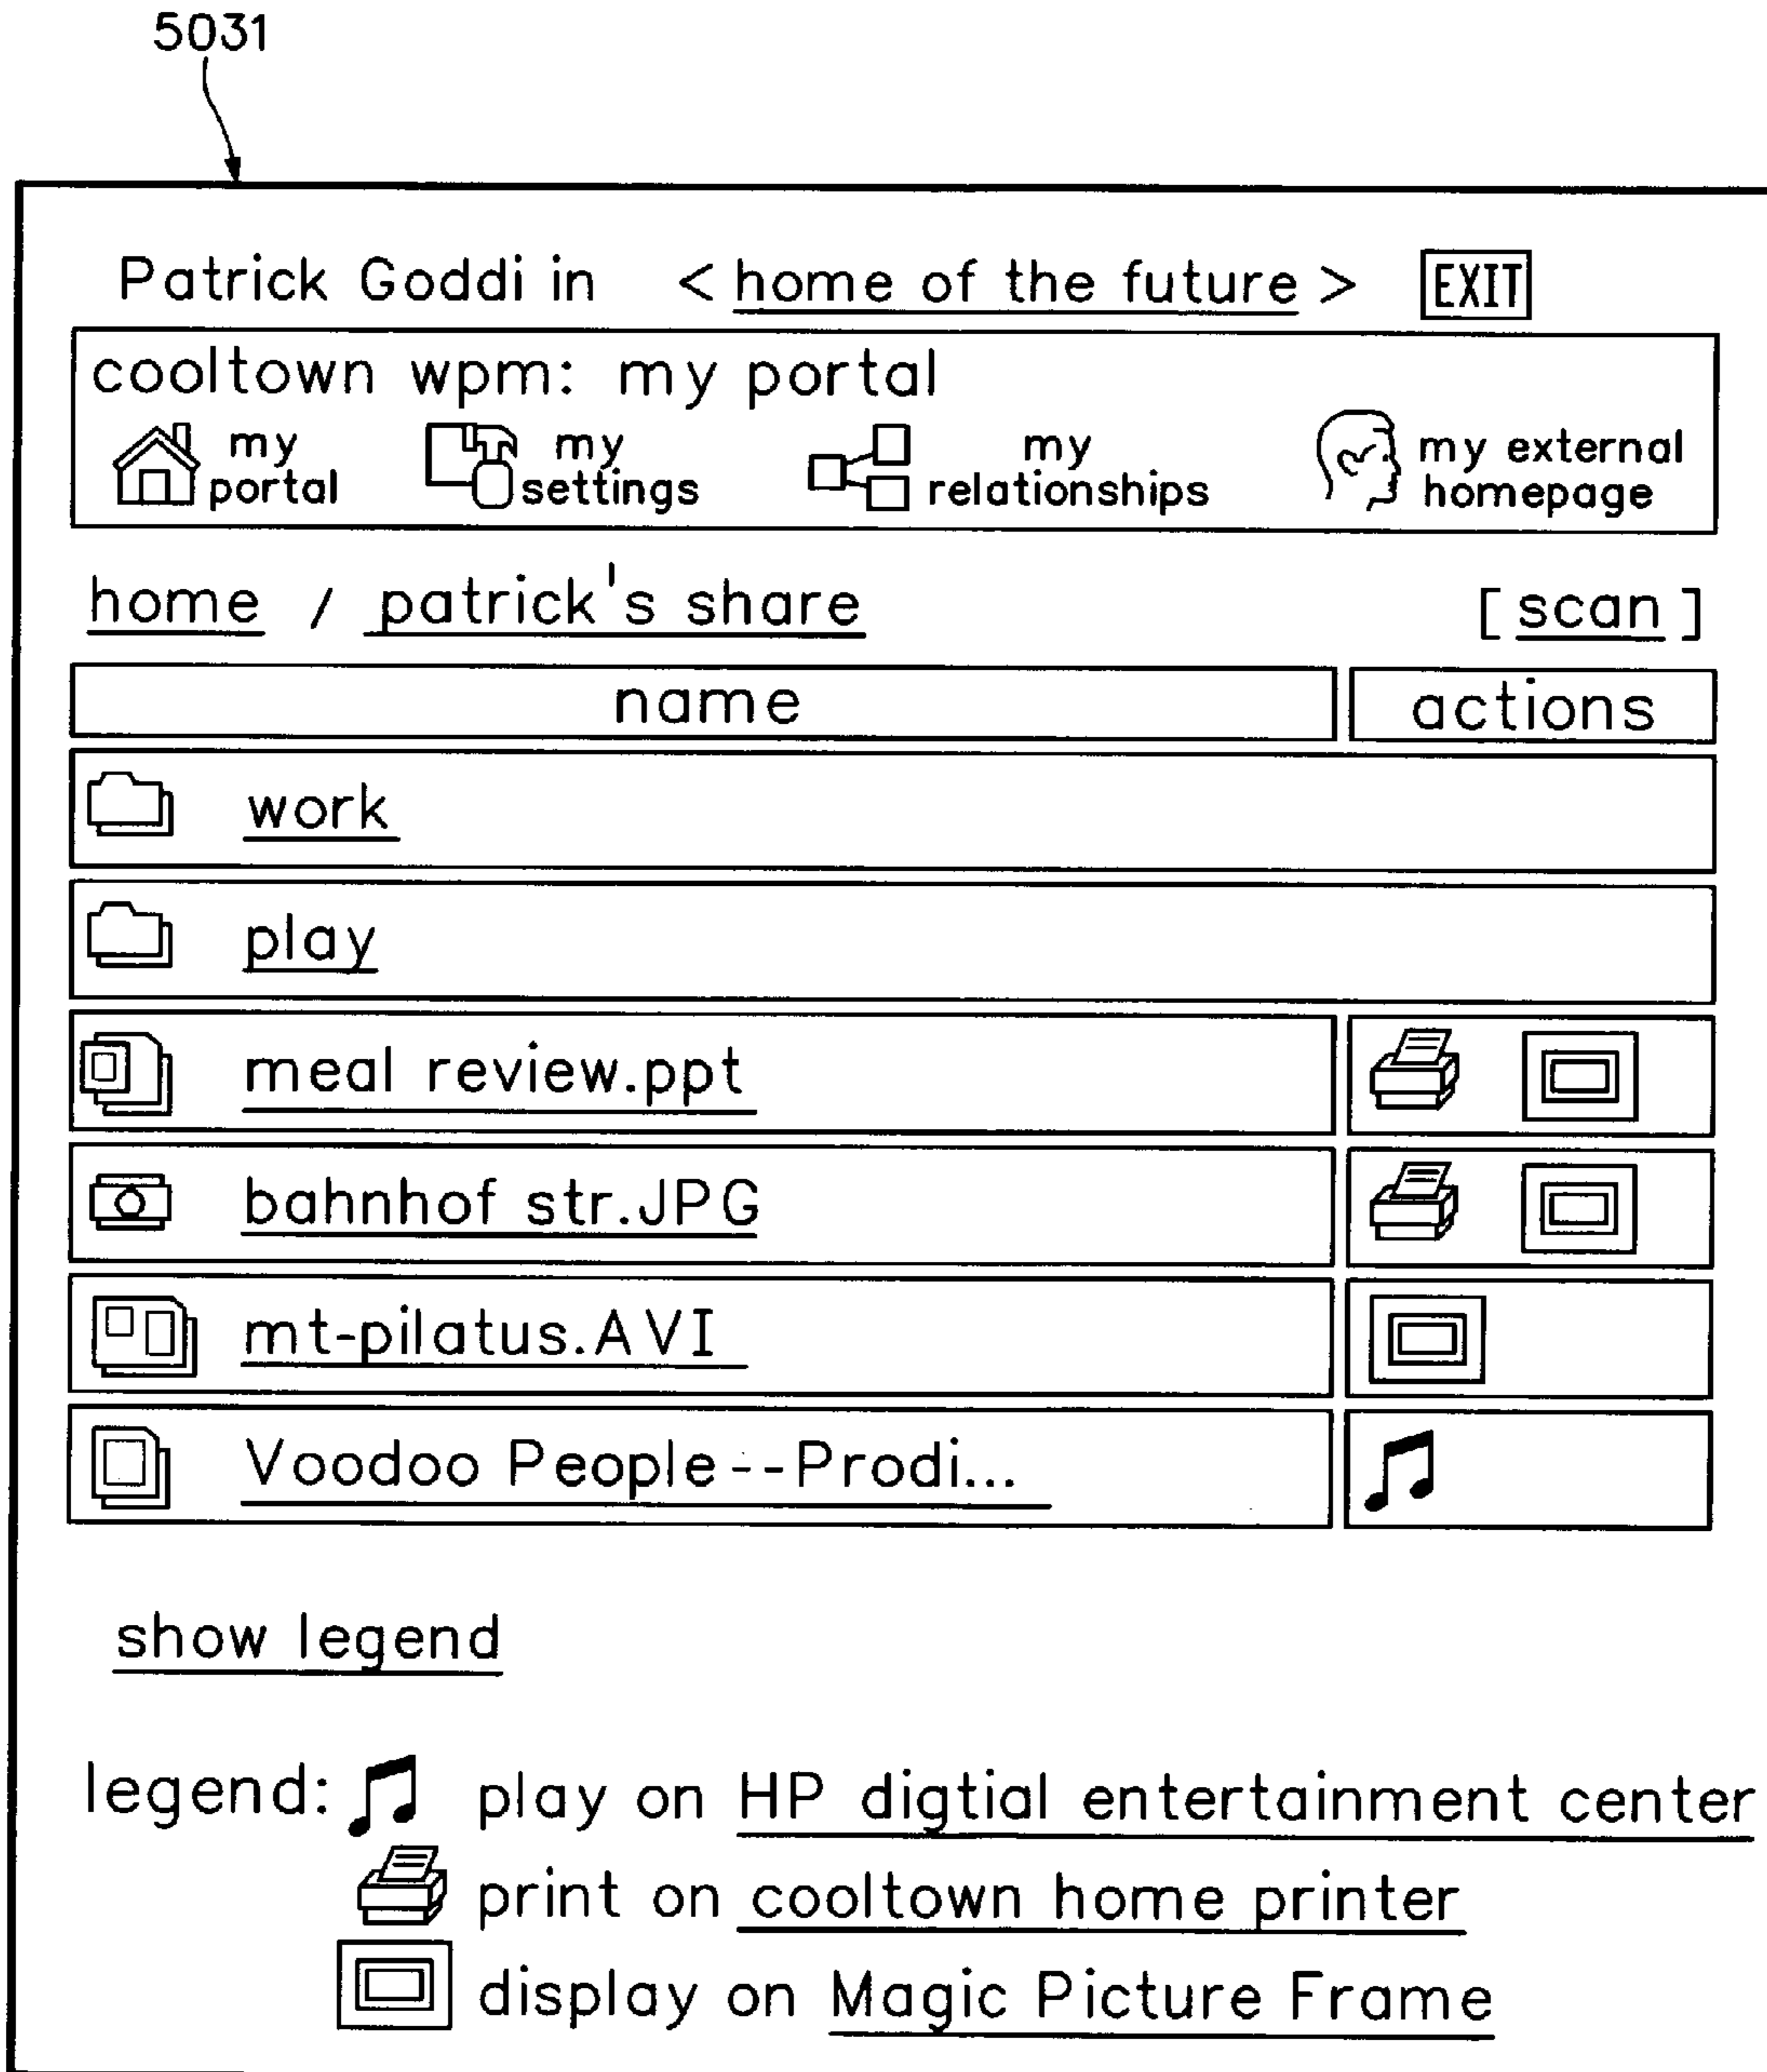 5031
Patrick Goddi in < home of the future > EXIT
cooltown wpm: my portal
my portal
my settings
my relationships
my external homepage
home / patrick's share [ scan ]
name actions
work
play
meal review.ppt
bahnhof str.JPG
mt-pilatus.AVI
Voodoo People--Prodi...
show legend
legend: play on HP digtial entertainment center
print on cooltown home printer
display on Magic Picture Frame